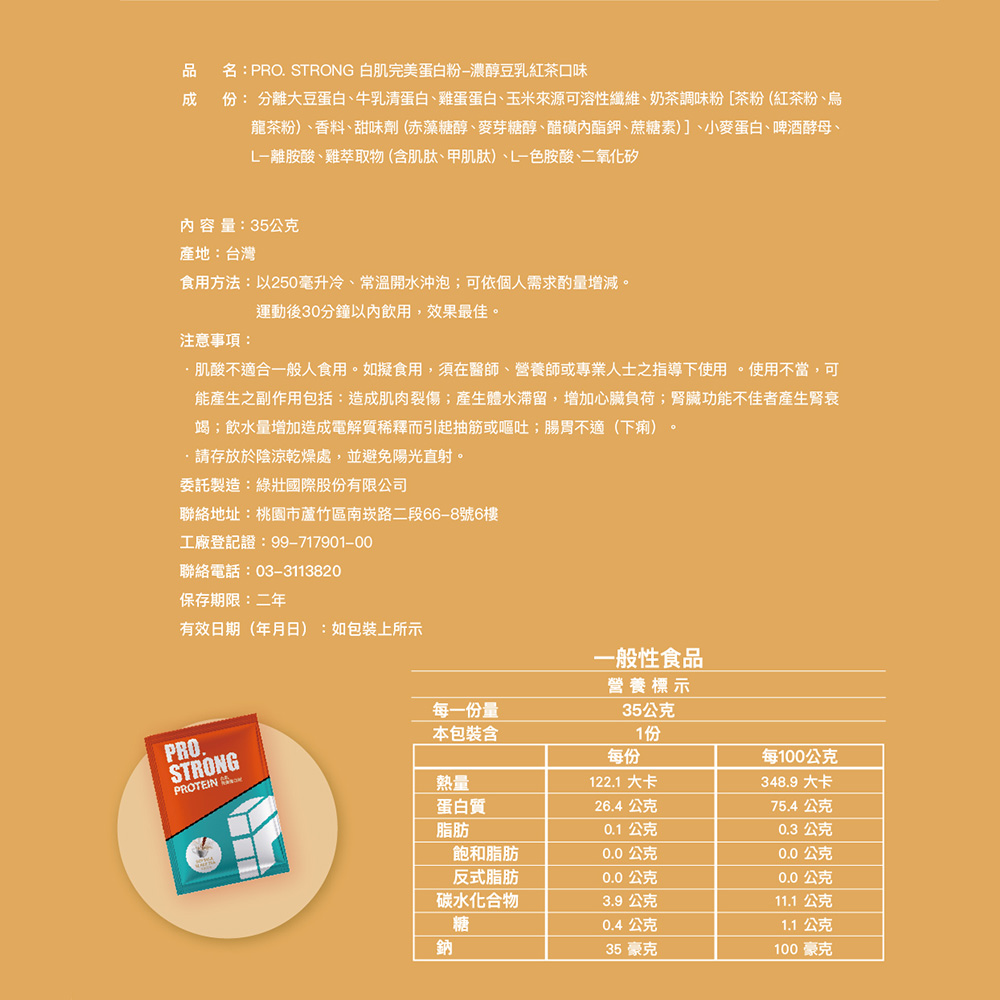 品　　名：PRO. STRONG 白肌完美蛋白粉-濃醇豆乳紅茶口味
成　　份： 分離大豆蛋白、牛乳清蛋白、雞蛋蛋白、玉米來源可溶性纖維、奶茶調味粉［茶粉（紅茶粉、烏
龍茶粉）、香料、甜味劑（赤藻糖醇、麥芽糖醇、醋磺內酯鉀、蔗糖素）］、小麥蛋白、啤酒酵母、
L-離胺酸、雞萃取物（含肌肽、甲肌肽）、L-色胺酸、二氧化矽
內 容 量：35公克
產地：台灣
食用方法：以250毫升冷、常溫開水沖泡；可依個人需求酌量增減。
運動後30分鐘以內飲用，效果最佳。
注意事項：
· 肌酸不適合一般人食用。如擬食用，須在醫師、營養師或專業人士之指導下使用 。使用不當，可
能產生之副作用包括：造成肌肉裂傷；產生體水滯留，增加心臟負荷；腎臟功能不佳者產生腎衰
竭；飲水量增加造成電解質稀釋而引起抽筋或嘔吐；腸胃不適（下痢）。
· 請存放於陰涼乾燥處，並避免陽光直射。
委託製造：綠壯國際股份有限公司
聯絡地址：桃園市蘆竹區南崁路二段66-8號6樓
工廠登記證：99-717901-00
聯絡電話：03-3113820
保存期限：二年
有效日期（年月日）：如包裝上所示
一般性食品
營 養 標 示
每一份量 35公克
本包裝含 1份
每份 每100公克
熱量 122.1 大卡 348.9 大卡
蛋白質 26.4 公克 75.4 公克
脂肪 0.1 公克 0.3 公克
飽和脂肪 0.0 公克 0.0 公克
反式脂肪 0.0 公克 0.0 公克
碳水化合物 3.9 公克 11.1 公克
糖 0.4 公克 1.1 公克
鈉 35 豪克 100 豪克
PRO.
STRONG
PROTEIN